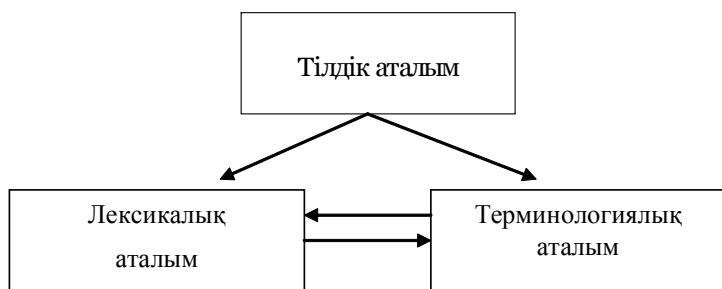 Тілдік аталым
Лексикалық
аталым
Терминологиялық
аталым